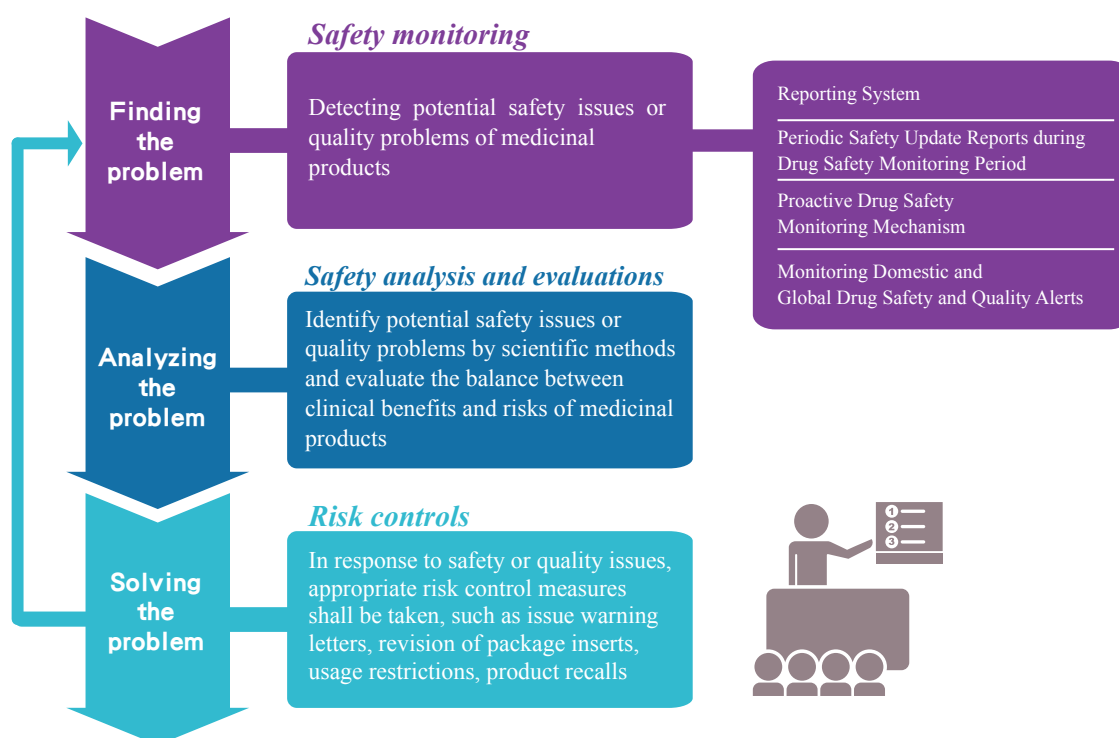 Finding
the
problem
Safety monitoring
Detecting potential safety issues or
quality problems of medicinal
products
Reporting System
Periodic Safety Update Reports during
Drug Safety Monitoring Period
Proactive Drug Safety
Monitoring Mechanism
Monitoring Domestic and
Global Drug Safety and Quality Alerts
Analyzing
the
problem
Safety analysis and evaluations
Identify potential safety issues or
quality problems by scientific methods
and evaluate the balance between
clinical benefits and risks of medicinal
products
Solving
the
problem
Risk controls
In response to safety or quality issues,
appropriate risk control measures
shall be taken, such as issue warning
letters, revision of package inserts,
usage restrictions, product recalls
1
2
3